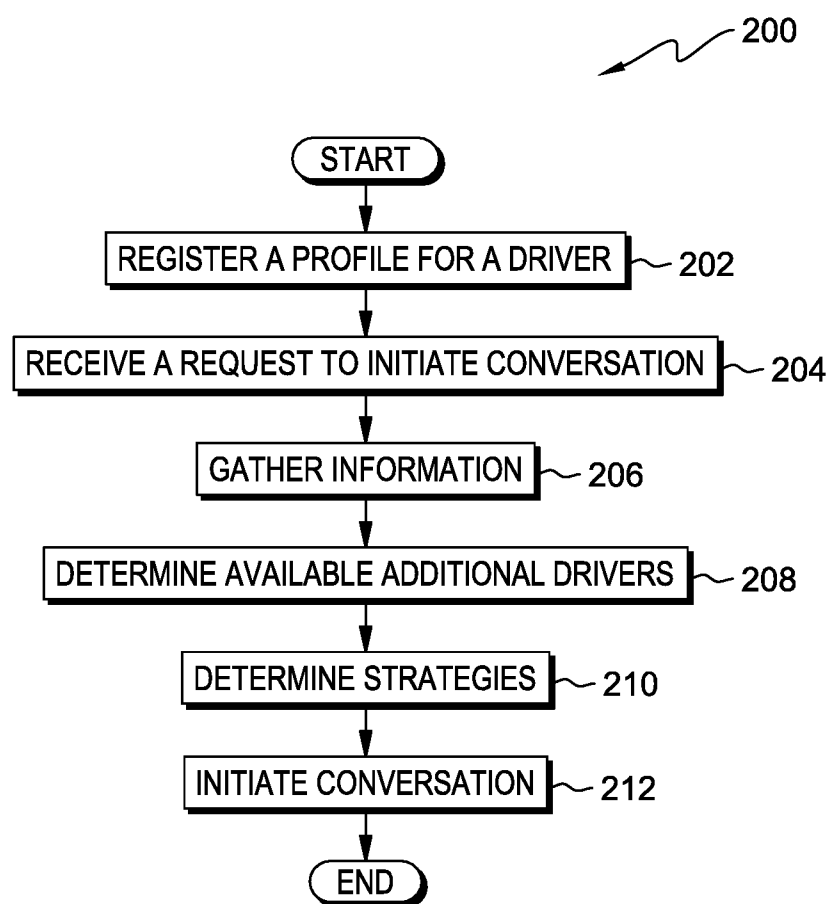 200
START
REGISTER A PROFILE FOR A DRIVER
202
RECEIVE A REQUEST TO INITIATE CONVERSATION
204
GATHER INFORMATION
206
DETERMINE AVAILABLE ADDITIONAL DRIVERS
208
DETERMINE STRATEGIES
210
INITIATE CONVERSATION
212
END